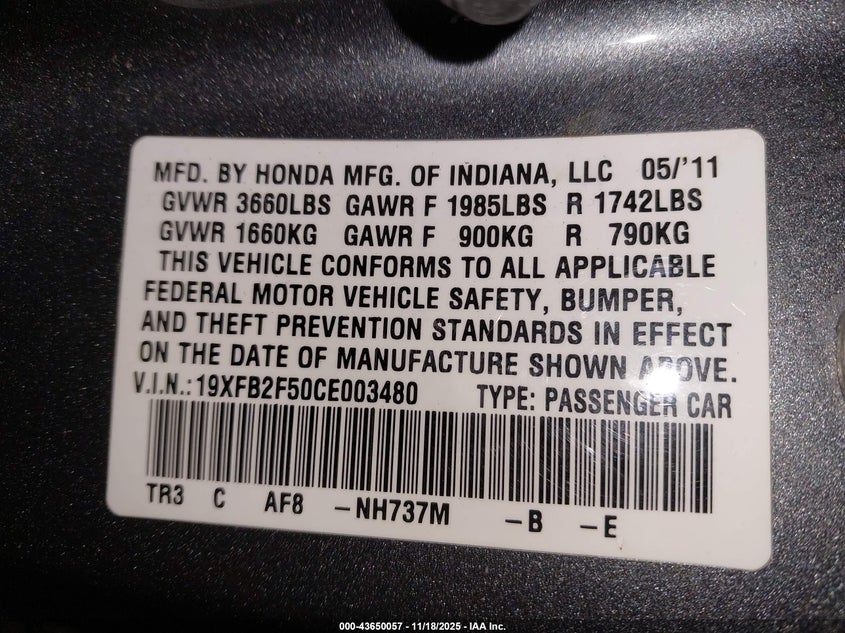 MFD. BY HONDA MFG. OF INDIANA, LLC 05/'11
GVWR 3660LBS GAWR F 1985LBS R 1742LBS
GVWR 1660KG GAWR F 900KG R 790KG
THIS VEHICLE CONFORMS TO ALL APPLICABLE
FEDERAL MOTOR VEHICLE SAFETY, BUMPER,
AND THEFT PREVENTION STANDARDS IN EFFECT
ON THE DATE OF MANUFACTURE SHOWN ABOVE.
V.I.N.:19XFB2F50CE003480 TYPE: PASSENGER CAR
TR3 C AF8 -NH737M -B -E
000-43650057 - 11/18/2025 - IAA Inc.